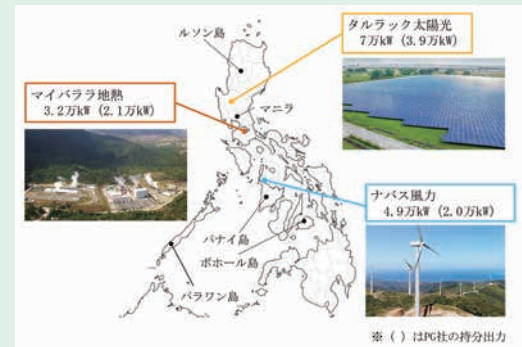 タルラック太陽光
7万kW (3.9万kW)
ルソン島
マイバララ地熱
3.2万kW (2.1万kW)
マニラ
ナバス風力
4.9万kW (2.0万kW)
パナイ島
ボホール島
パラワン島
※ ( ) はPG社の持分出力